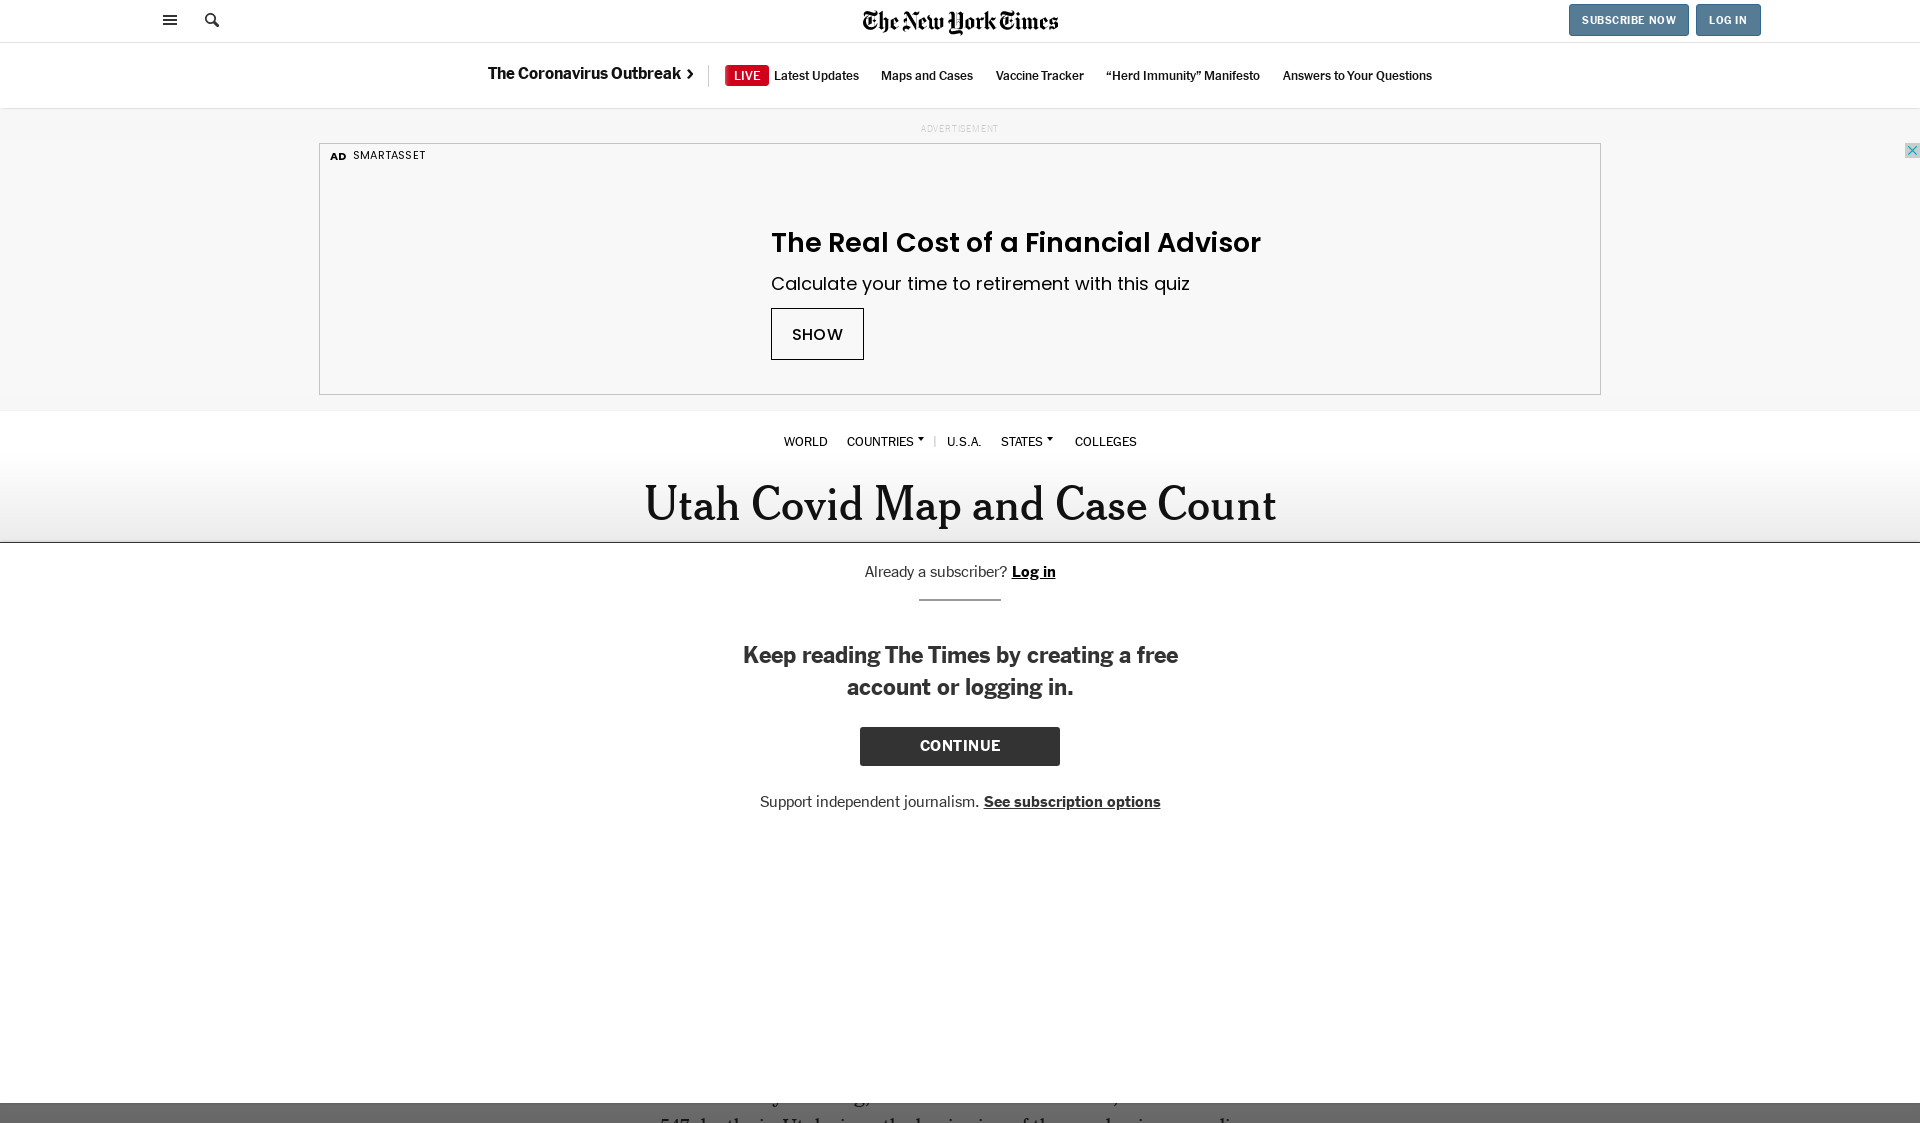 The New York Times
SUBSCRIBE NOW
LOG IN
The Coronavirus Outbreak ›
LIVE Latest Updates
Maps and Cases
Vaccine Tracker
“Herd Immunity” Manifesto
Answers to Your Questions
ADVERTISEMENT
AD SMARTASSET
The Real Cost of a Financial Advisor
Calculate your time to retirement with this quiz
SHOW
WORLD COUNTRIES | U.S.A. STATES COLLEGES
Utah Covid Map and Case Count
Already a subscriber? Log in
Keep reading The Times by creating a free
account or logging in.
CONTINUE
Support independent journalism. See subscription options